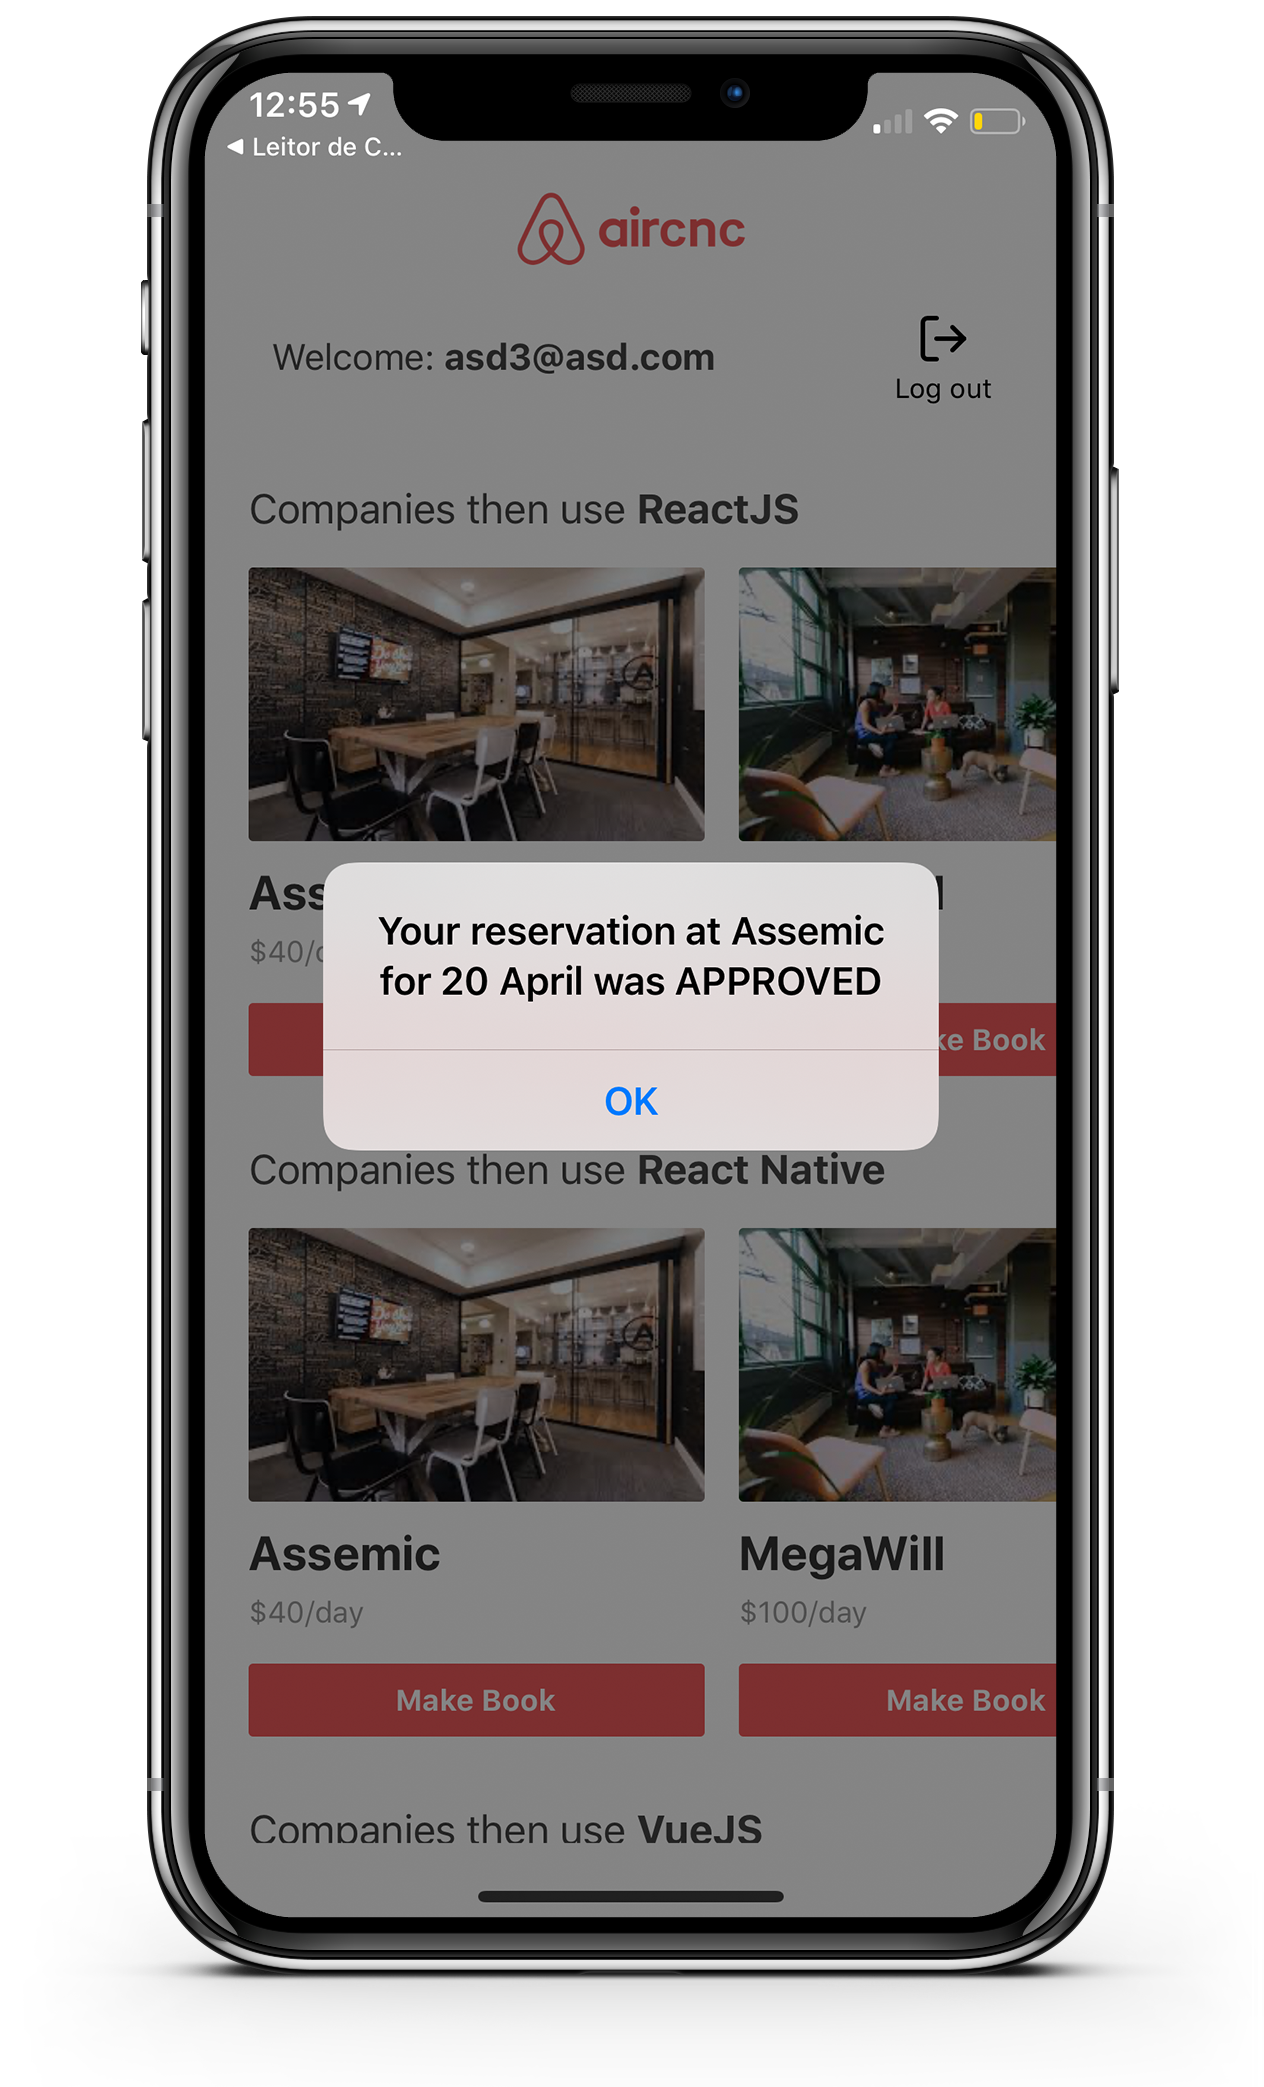 12:55
Leitor de C...
aircnc
Welcome: asd3@asd.com
Log out
Companies then use ReactJS
Ass
$40/
Your reservation at Assemic
for 20 April was APPROVED
ke Book
OK
Companies then use React Native
Assemic
MegaWill
$40/day
$100/day
Make Book
Make Book
Companies then use VueJS